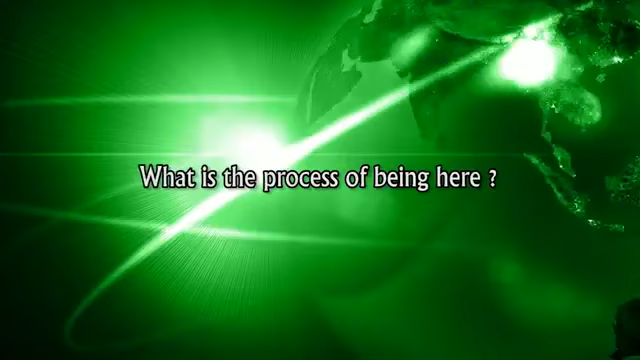 What is the process of being here ?